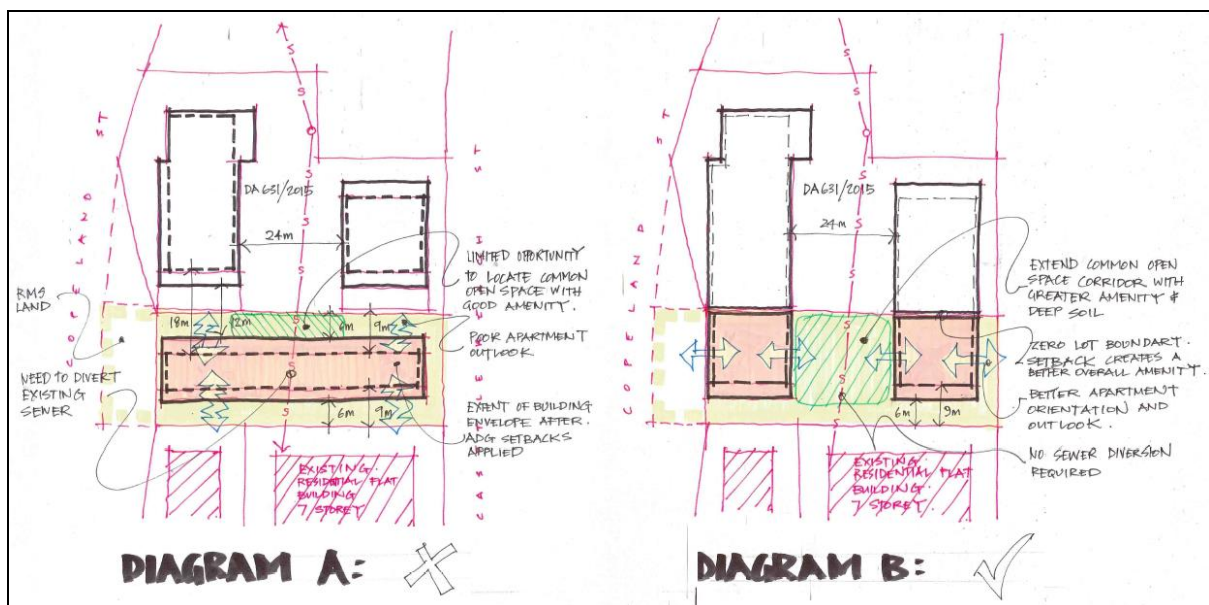 COPELAND ST
S
S
S
DA631/2015
S
24m
S
CASTLEREAGH ST
LIMITED OPPORTUNITY
TO LOCATE COMMON
OPEN SPACE WITH
GOOD AMENITY.
RMS
LAND
18m
12m
S
6m
9m
POOR APARTMENT
OUTLOOK
NEED TO DIVERT
EXISTING
SEWER
S
S
6m
9m
EXTENT OF BUILDING
ENVELOPE AFTER.
ADG SETBACKS
APPLIED
EXISTING.
RESIDENTIAL FLAT
BUILDING
7 STOREY
DIAGRAM A:
COPELAND ST
S
S
S
DA631/2015
S
24m
S
EXTEND COMMON OPEN
SPACE CORRIDOR WITH
GREATER AMENITY &
DEEP SOIL
ZERO LOT BOUNDARY.
SETBACK CREATES A
BETTER OVERALL AMENITY.
BETTER APARTMENT
ORIENTATION AND
OUTLOOK.
6m
9m
NO SEWER DIVERSION
REQUIRED
EXISTING.
RESIDENTIAL FLAT
BUILDING
7 STOREY
DIAGRAM B: